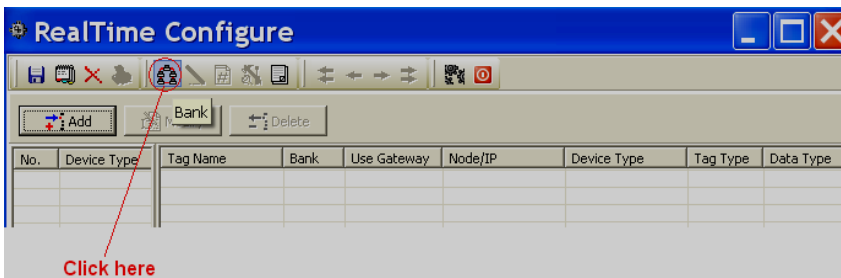 RealTime Configure
Bank
Add
Delete
No. Device Type Tag Name Bank Use Gateway Node/IP Device Type Tag Type Data Type
Click here